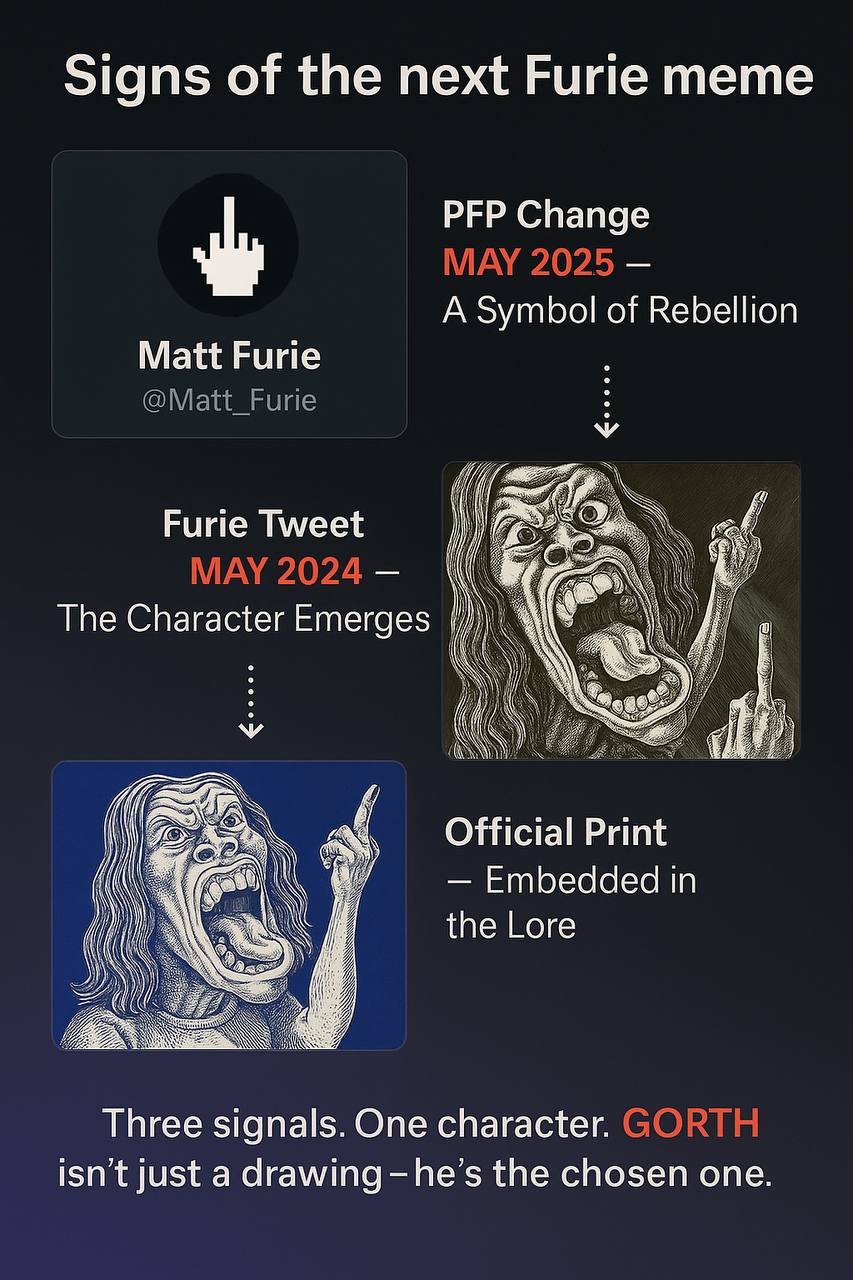 Signs of the next Furie meme
Matt Furie
@Matt_Furie
PFP Change
MAY 2025 –
A Symbol of Rebellion
Furie Tweet
MAY 2024 –
The Character Emerges
Official Print
– Embedded in
the Lore
Three signals. One character. GORTH
isn’t just a drawing–he’s the chosen one.